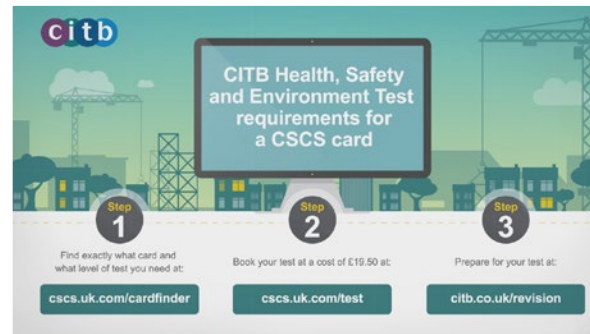 citb
CITB Health, Safety
and Environment Test
requirements for
a CSCS card
Step
1
Find exactly what card and
what level of test you need at:
cscs.uk.com/cardfinder
Step
2
Book your test at a cost of £19.50 at:
cscs.uk.com/test
Step
3
Prepare for your test at:
citb.co.uk/revision